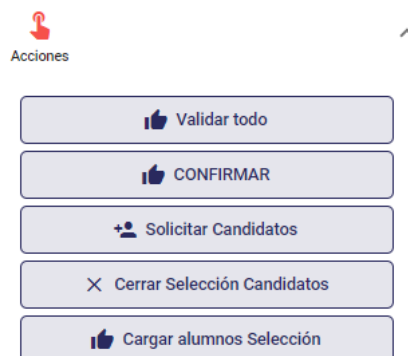 Acciones
Validar todo
CONFIRMAR
Solicitar Candidatos
Cerrar Selección Candidatos
Cargar alumnos Selección